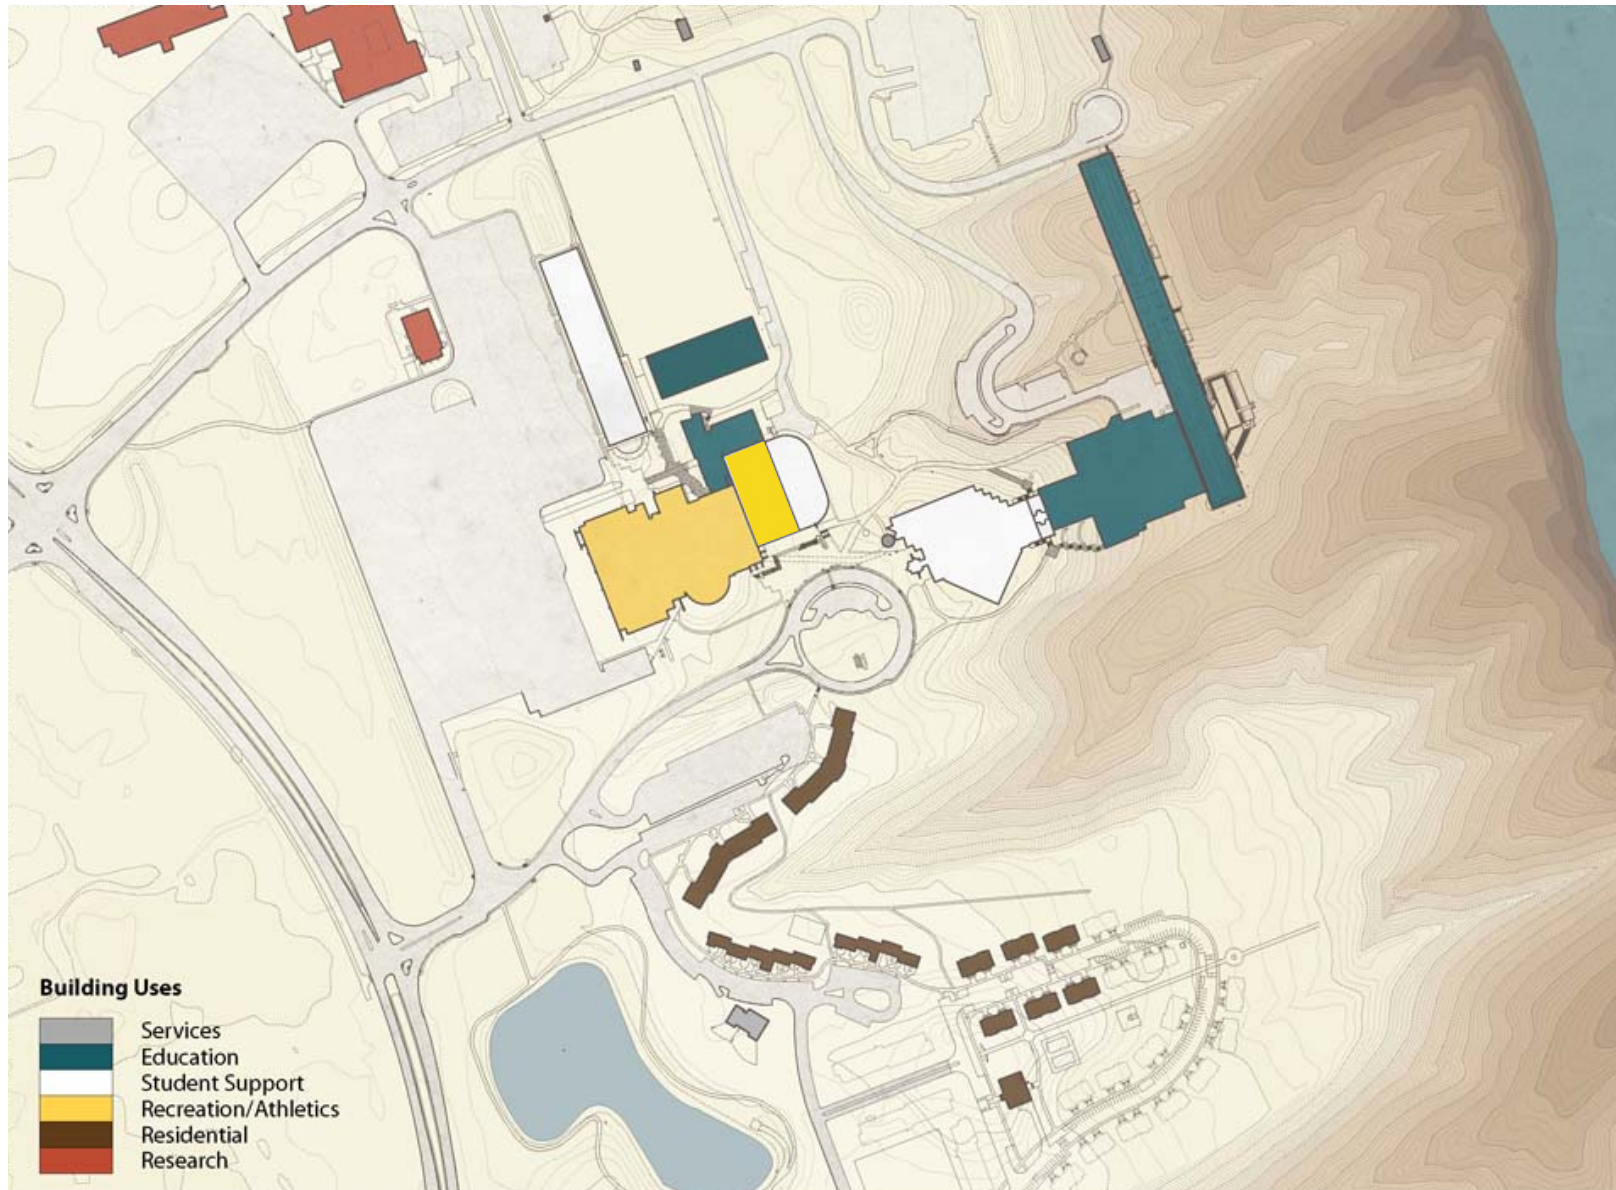 Building Uses
Services
Education
Student Support
Recreation/Athletics
Residential
Research